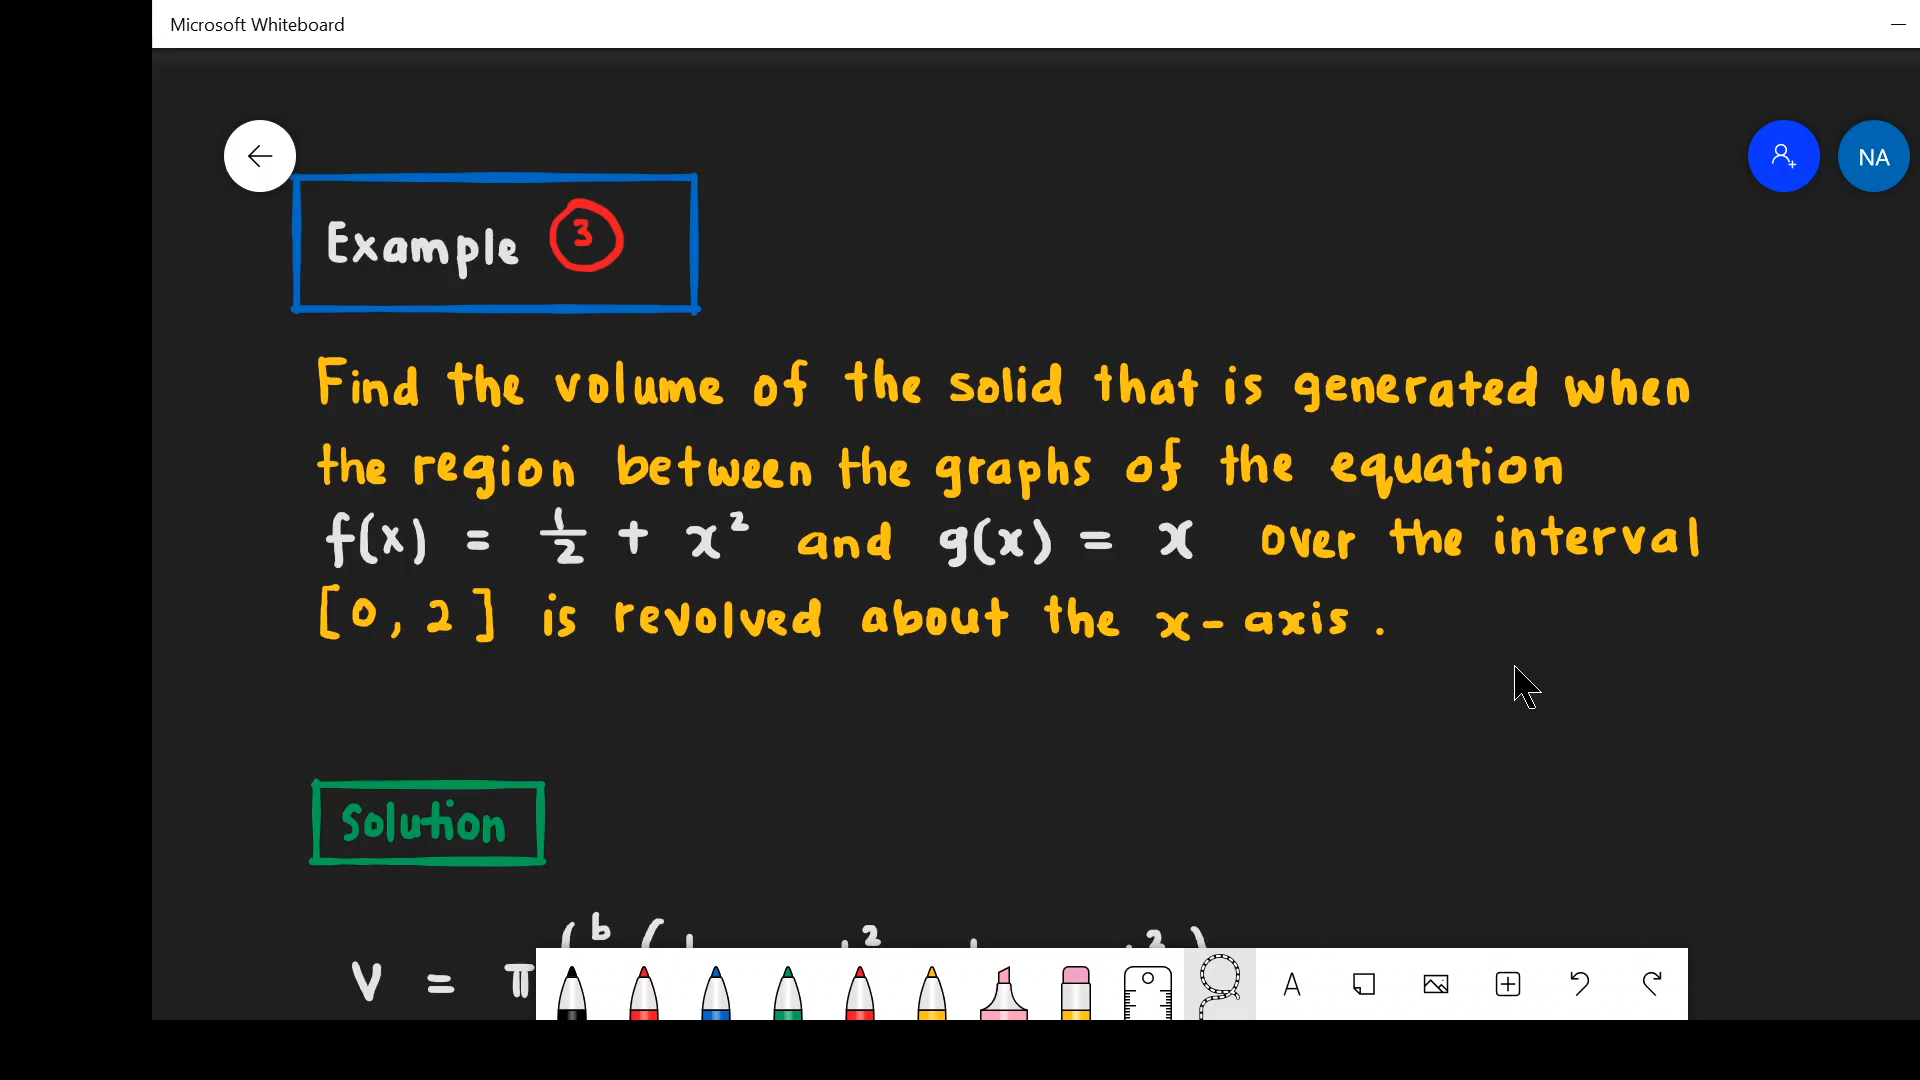 Microsoft Whiteboard
NA
Example 3
Find the volume of the solid that is generated when
the region between the graphs of the equation
f(x) = 1/2 + x² and g(x) = x over the interval
[0, 2] is revolved about the x-axis.
Solution
V = π
b
2
2
A